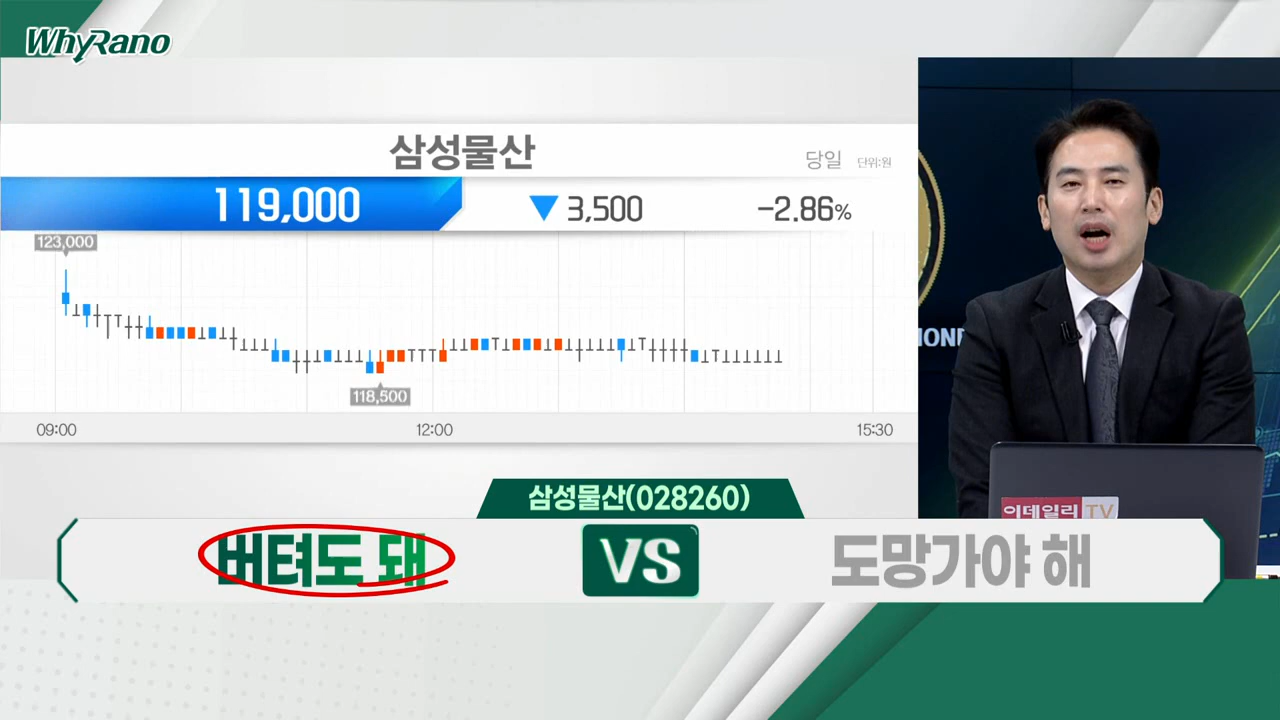 WhyRano
삼성물산
당일 단위:원
119,000 ▼ 3,500 -2.86%
123,000
118,500
09:00 12:00 15:30
삼성물산(028260)
버텨도 돼 VS 도망가야 해
이데일리 TV